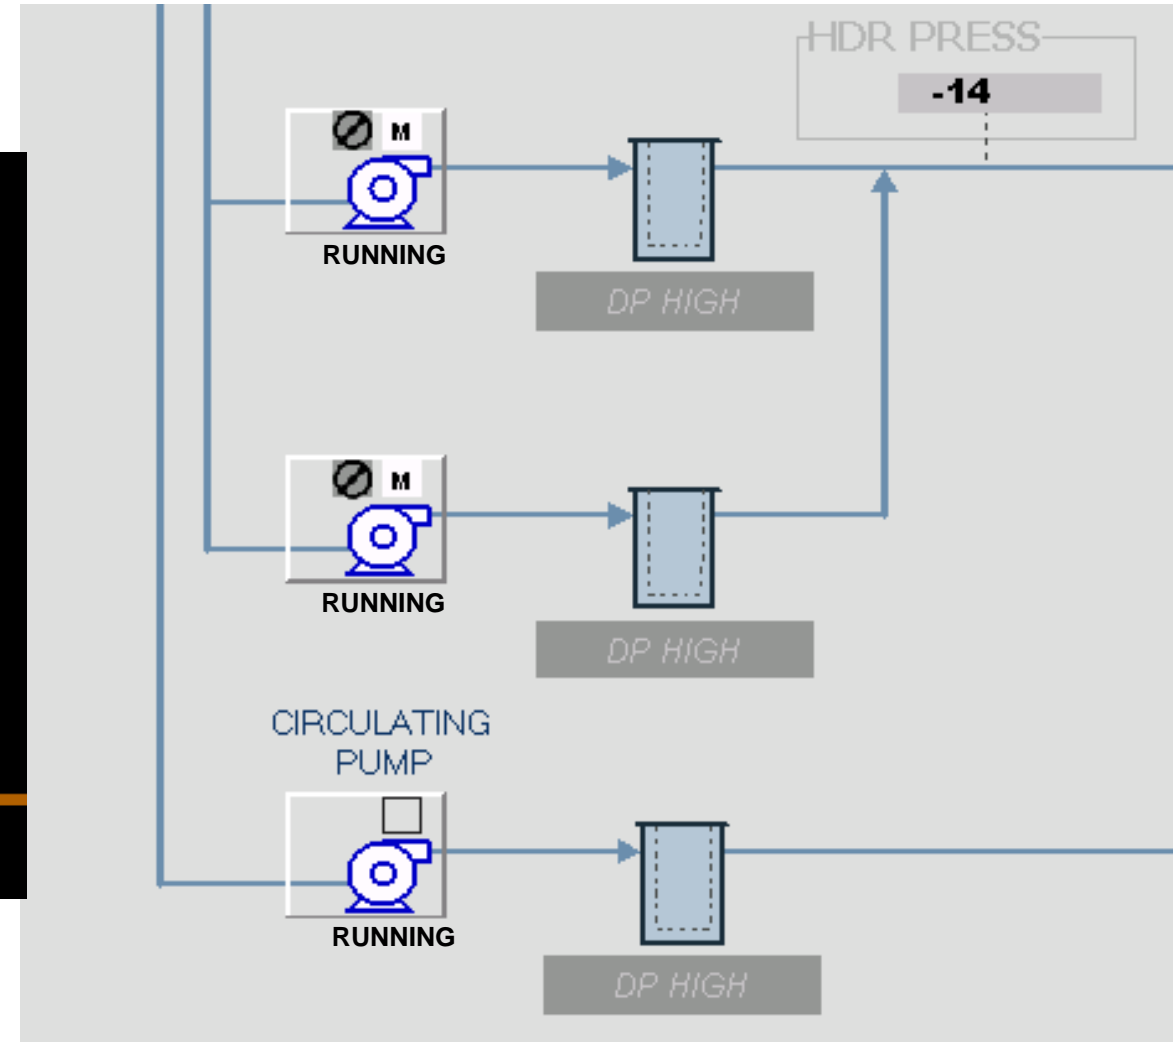 HDR PRESS
-14
M
RUNNING
DP HIGH
M
RUNNING
DP HIGH
CIRCULATING
PUMP
RUNNING
DP HIGH